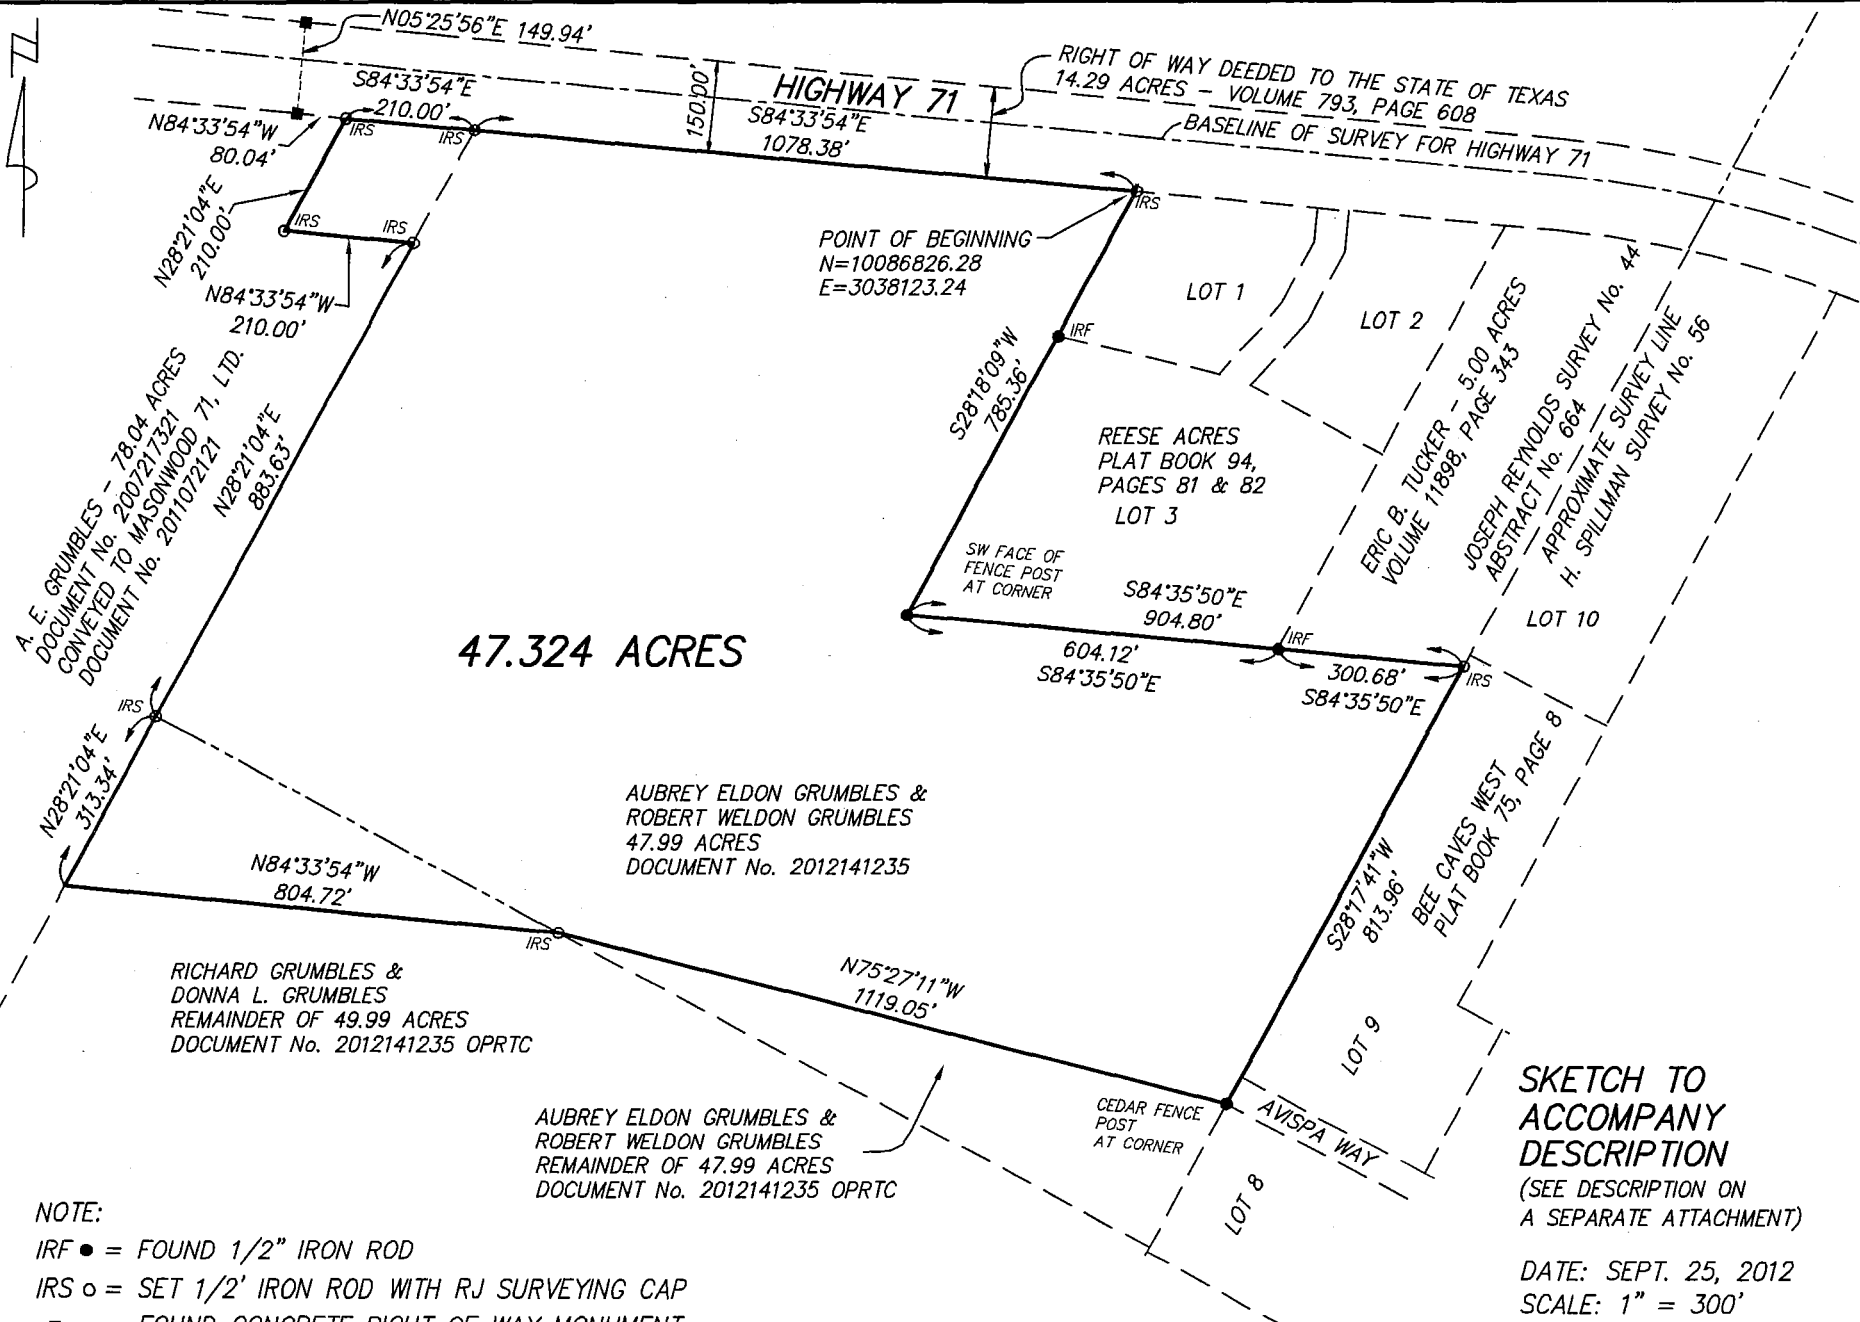 N
N05°25'56"E 149.94'
S84°33'54"E
210.00'
N84°33'54"W
80.04'
IRS
IRS
150.00'
HIGHWAY 71
S84°33'54"E
1078.38'
RIGHT OF WAY DEEDED TO THE STATE OF TEXAS
14.29 ACRES - VOLUME 793, PAGE 608
BASELINE OF SURVEY FOR HIGHWAY 71
IRS
N28°21'04"E
210.00'
IRS
IRS
N84°33'54"W
210.00'
POINT OF BEGINNING
N=10086826.28
E=3038123.24
IRF
LOT 1
LOT 2
S28°18'09"W
785.36'
REESE ACRES
PLAT BOOK 94,
PAGES 81 & 82
LOT 3
ERIC B. TUCKER - 5.00 ACRES
VOLUME 11898, PAGE 343
JOSEPH REYNOLDS SURVEY No. 44
ABSTRACT No. 664
APPROXIMATE SURVEY LINE
H. SPILLMAN SURVEY No. 56
A. E. GRUMBLES - 78.04 ACRES
DOCUMENT No. 2007217321
CONVEYED TO MASONWOOD 71, LTD.
DOCUMENT No. 2011072121
N28°21'04"E
883.63'
SW FACE OF
FENCE POST
AT CORNER
S84°35'50"E
904.80'
IRF
604.12'
S84°35'50"E
300.68'
S84°35'50"E
IRS
LOT 10
47.324 ACRES
IRS
N28°21'04"E
313.34'
AUBREY ELDON GRUMBLES &
ROBERT WELDON GRUMBLES
47.99 ACRES
DOCUMENT No. 2012141235
BEE CAVES WEST
PLAT BOOK 75, PAGE 8
S28°17'41"W
813.96'
N84°33'54"W
804.72'
IRS
N75°27'11"W
1119.05'
RICHARD GRUMBLES &
DONNA L. GRUMBLES
REMAINDER OF 49.99 ACRES
DOCUMENT No. 2012141235 OPRTC
LOT 9
CEDAR FENCE
POST
AT CORNER
AVISPA WAY
LOT 8
AUBREY ELDON GRUMBLES &
ROBERT WELDON GRUMBLES
REMAINDER OF 47.99 ACRES
DOCUMENT No. 2012141235 OPRTC
SKETCH TO
ACCOMPANY
DESCRIPTION
(SEE DESCRIPTION ON
A SEPARATE ATTACHMENT)
DATE: SEPT. 25, 2012
SCALE: 1" = 300'
NOTE:
IRF ● = FOUND 1/2" IRON ROD
IRS o = SET 1/2' IRON ROD WITH RJ SURVEYING CAP
FOUND CONCRETE RIGHT OF WAY MONUMENT